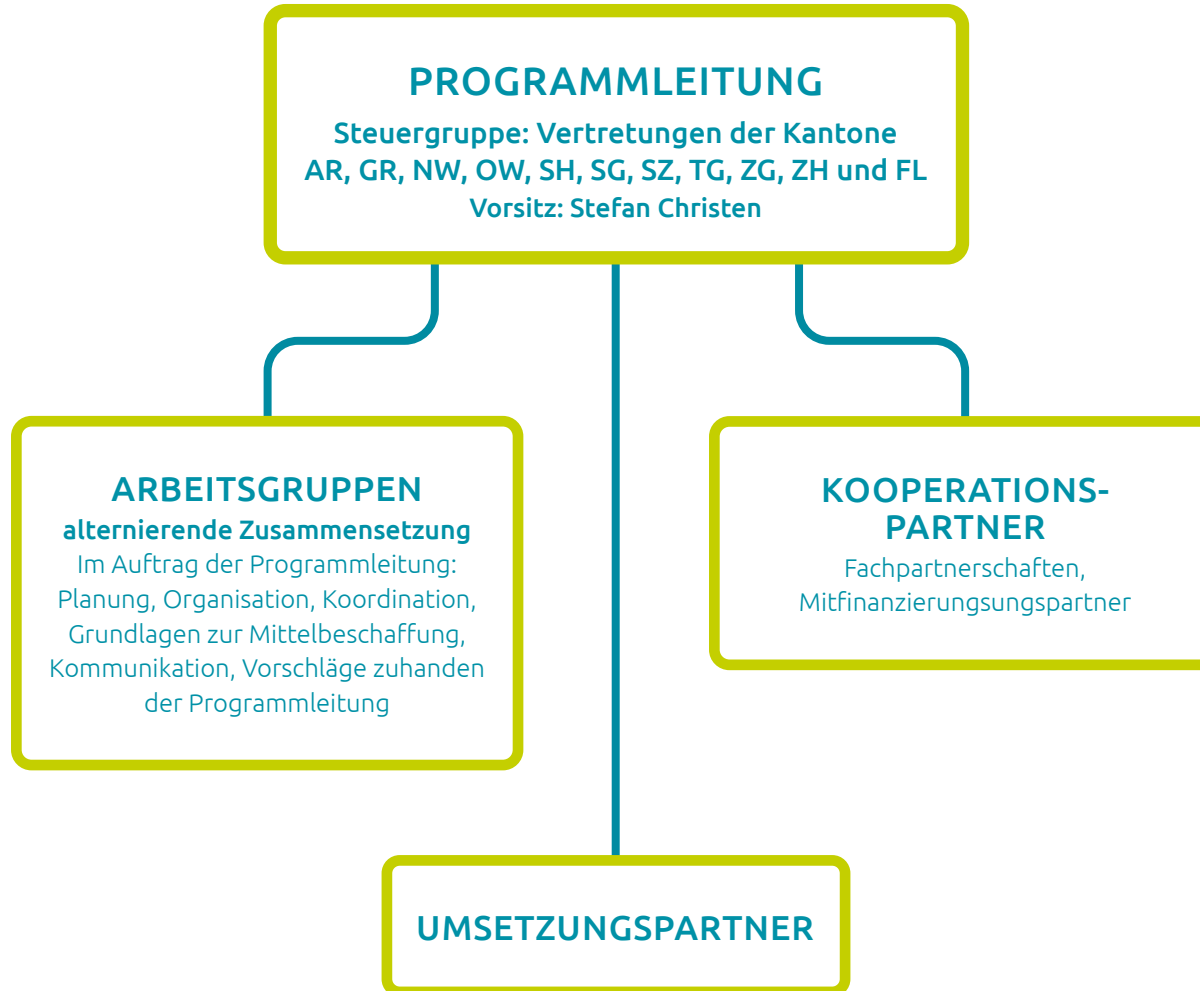 PROGRAMMLEITUNG
Steuergruppe: Vertretungen der Kantone
AR, GR, NW, OW, SH, SG, SZ, TG, ZG, ZH und FL
Vorsitz: Stefan Christen
ARBEITSGRUPPEN
alternierende Zusammensetzung
Im Auftrag der Programmleitung:
Planung, Organisation, Koordination,
Grundlagen zur Mittelbeschaffung,
Kommunikation, Vorschläge zuhanden
der Programmleitung
KOOPERATIONS-
PARTNER
Fachpartnerschaften,
Mitfinanzierungsungspartner
UMSETZUNGSPARTNER